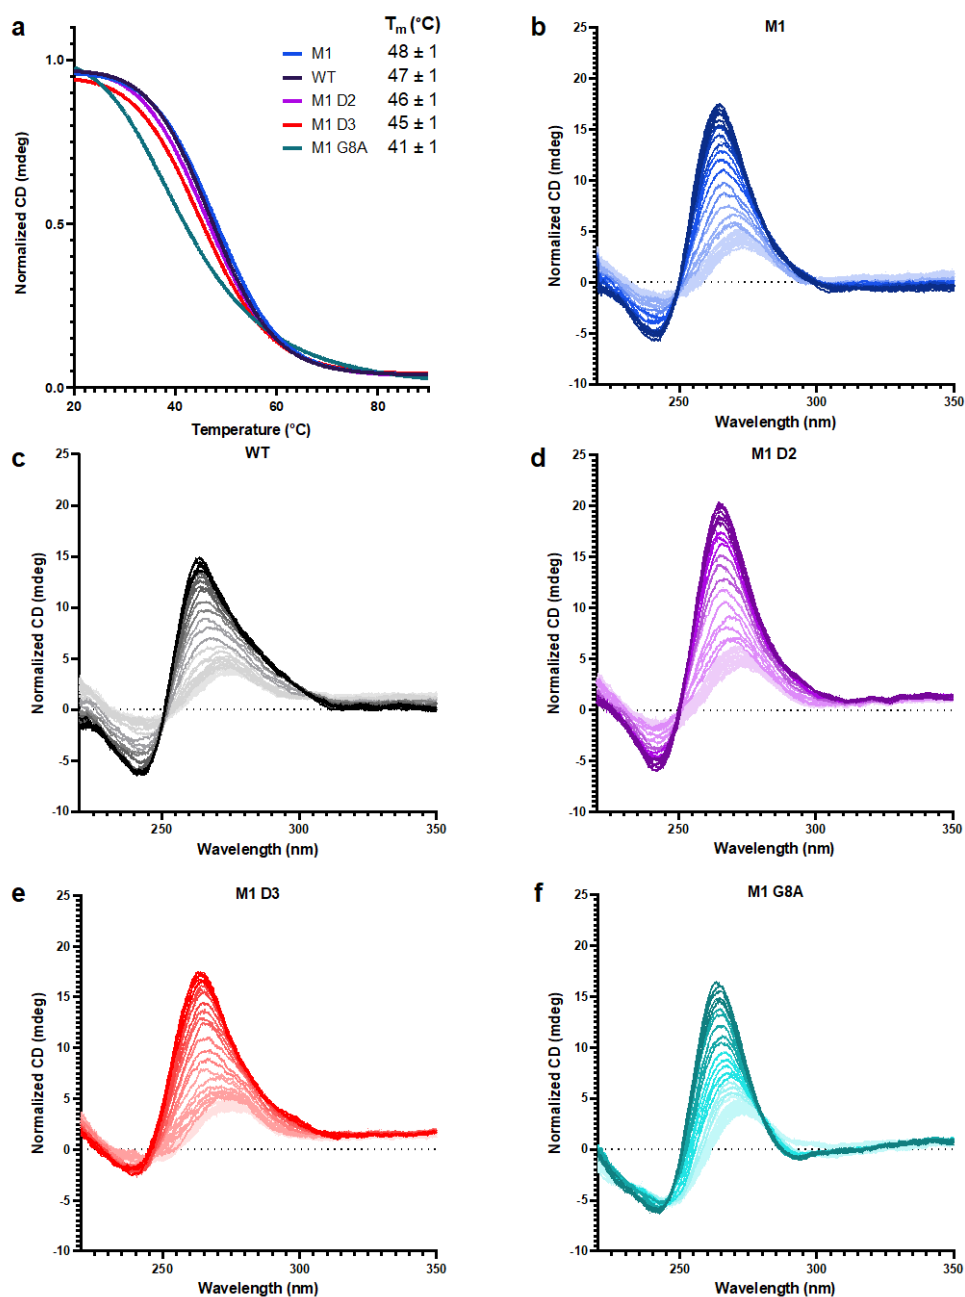 a
Tm (°C)
M1 48 ± 1
WT 47 ± 1
M1 D2 46 ± 1
M1 D3 45 ± 1
M1 G8A 41 ± 1
Normalized CD (mdeg)
1.0
0.5
0.0
20 40 60 80
Temperature (°C)
b
M1
Normalized CD (mdeg)
25
20
15
10
5
0
-5
-10
250 300 350
Wavelength (nm)
c
WT
Normalized CD (mdeg)
25
20
15
10
5
0
-5
-10
250 300 350
Wavelength (nm)
d
M1 D2
Normalized CD (mdeg)
25
20
15
10
5
0
-5
-10
250 300 350
Wavelength (nm)
e
M1 D3
Normalized CD (mdeg)
25
20
15
10
5
0
-5
-10
250 300 350
Wavelength (nm)
f
M1 G8A
Normalized CD (mdeg)
25
20
15
10
5
0
-5
-10
250 300 350
Wavelength (nm)